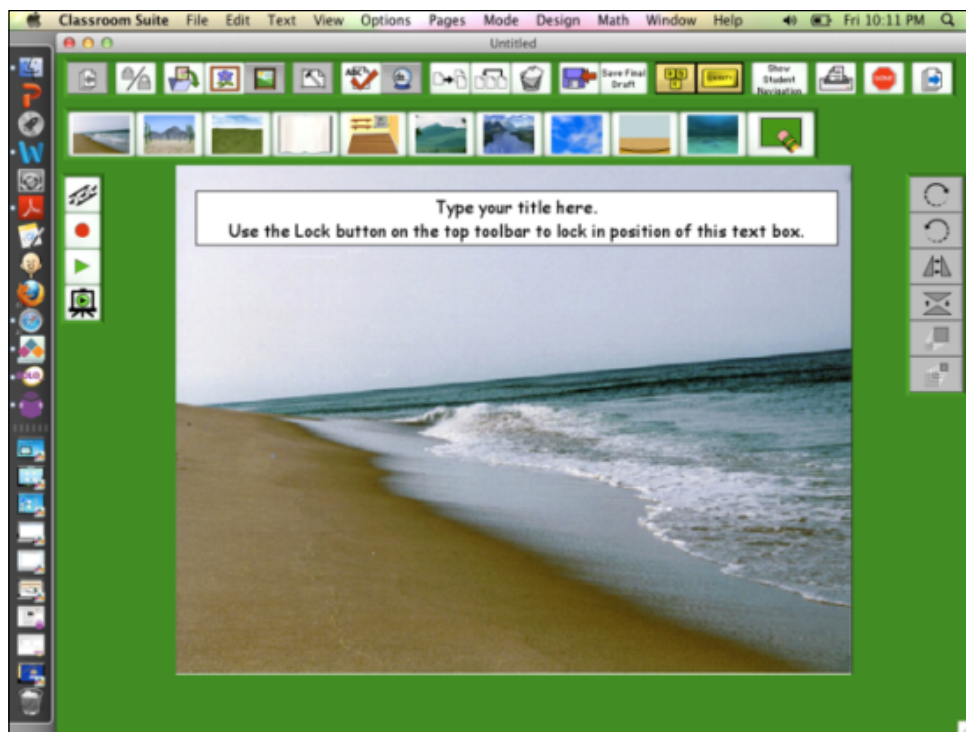 Classroom Suite File Edit Text View Options Pages Mode Design Math Window Help Fri 10:11 PM
Untitled
ABC
Save Final
Draft
Show
Student
Navigation
Type your title here.
Use the Lock button on the top toolbar to lock in position of this text box.